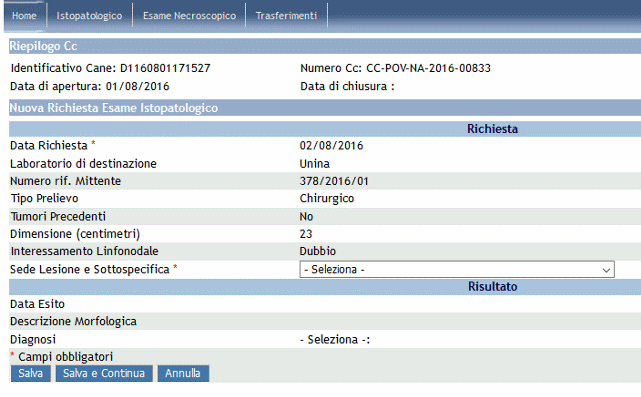 Home Istopatologico Esame Necroscopico Trasferimenti
Riepilogo Cc
Identificativo Cane: D1160801171527 Numero Cc: CC-POV-NA-2016-00833
Data di apertura: 01/08/2016 Data di chiusura :
Nuova Richiesta Esame Istopatologico
Richiesta
Data Richiesta * 02/08/2016
Laboratorio di destinazione Unina
Numero rif. Mittente 378/2016/01
Tipo Prelievo Chirurgico
Tumori Precedenti No
Dimensione (centimetri) 23
Interessamento Linfonodale Dubbio
Sede Lesione e Sottospecifica * - Seleziona -
Risultato
Data Esito
Descrizione Morfologica
Diagnosi - Seleziona -:
* Campi obbligatori
Salva Salva e Continua Annulla